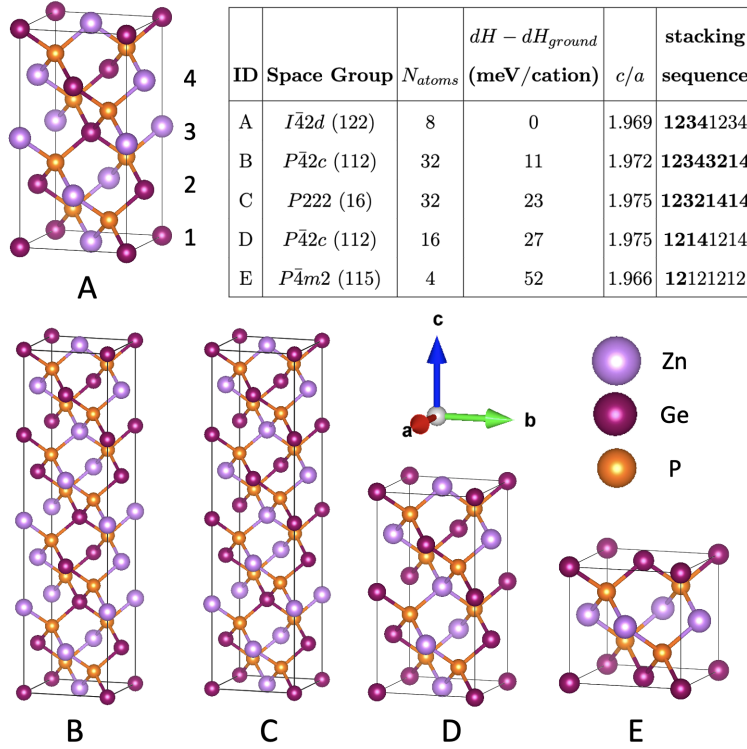 4
3
2
1
A
dH − dH_ground stacking
ID Space Group N_atoms (meV/cation) c/a sequence
A I4̄2d (122) 8 0 1.969 12341234
B P4̄2c (112) 32 11 1.972 12343214
C P222 (16) 32 23 1.975 12321414
D P4̄2c (112) 16 27 1.975 12141214
E P4̄m2 (115) 4 52 1.966 12121212
c
a
b
Zn
Ge
P
B
C
D
E